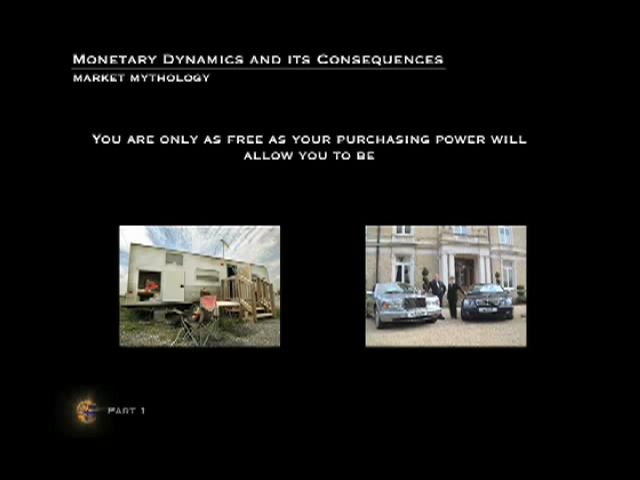 Monetary Dynamics and its Consequences
market mythology
You are only as free as your purchasing power will
allow you to be
Part 1